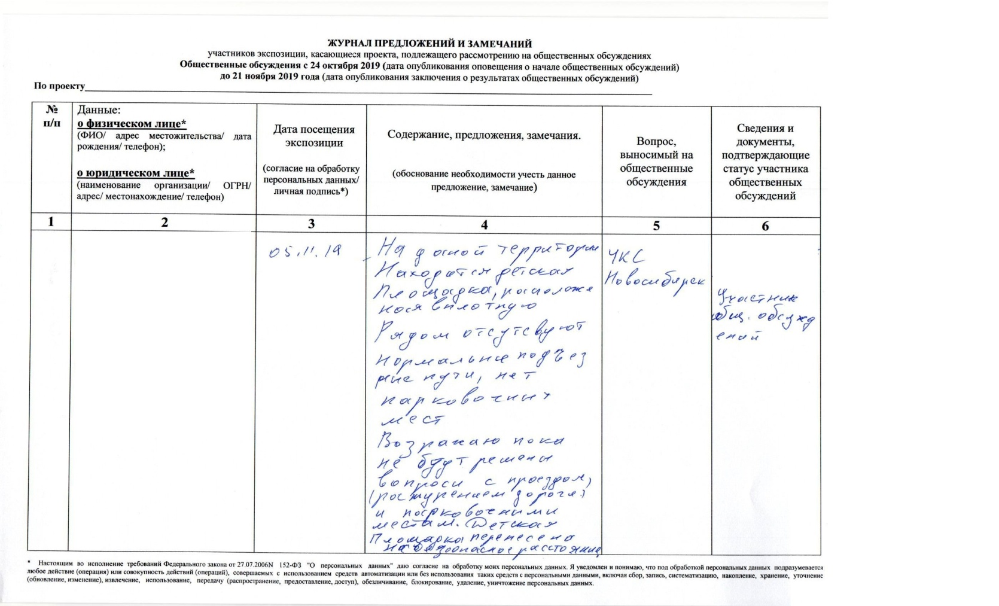 ЖУРНАЛ ПРЕДЛОЖЕНИЙ И ЗАМЕЧАНИЙ
участников экспозиции, касающиеся проекта, подлежащего рассмотрению на общественных обсуждениях
Общественные обсуждения с 24 октября 2019 (дата опубликования оповещения о начале общественных обсуждений)
до 21 ноября 2019 года (дата опубликования заключения о результатах общественных обсуждений)
По проекту
№
п/п
Данные:
о физическом лице*
(ФИО/ адрес местожительства/ дата
рождения/ телефон);
о юридическом лице*
(наименование организации/ ОГРН/
адрес/ местонахождение/ телефон)
Дата посещения
экспозиции
(согласие на обработку
персональных данных/
личная подпись*)
Содержание, предложения, замечания.
(обоснование необходимости учесть данное
предложение, замечание)
Вопрос,
выносимый на
общественные
обсуждения
Сведения и
документы,
подтверждающие
статус участника
общественных
обсуждений
1
2
3
4
5
6
05.11.19
На данной территории
Находится детская
Площадка, расположе
нося вплотную
Рядом отсутсвуют
нормальные подъез
ные пути, нет
парковочных
мест
Возражаю пока
не будут решены
вопросы с проездом,
(расширением дороги)
и парковочными
местам. Детская
Площадка перенесена
на безопасное расстояние
ЧКС
Новосибирск
Участник
общ. обсужд
ений
* Настоящим во исполнение требований Федерального закона от 27.07.2006N 152-ФЗ "О персональных данных" даю согласие на обработку моих персональных данных. Я уведомлен и понимаю, что под обработкой персональных данных подразумевается
любое действие (операция) или совокупность действий (операций), совершаемых с использованием средств автоматизации или без использования таких средств с персональными данными, включая сбор, запись, систематизацию, накопление, хранение, уточнение
(обновление, изменение), извлечение, использование, передачу (распространение, предоставление, доступ), обезличивание, блокирование, удаление, уничтожение персональных данных.